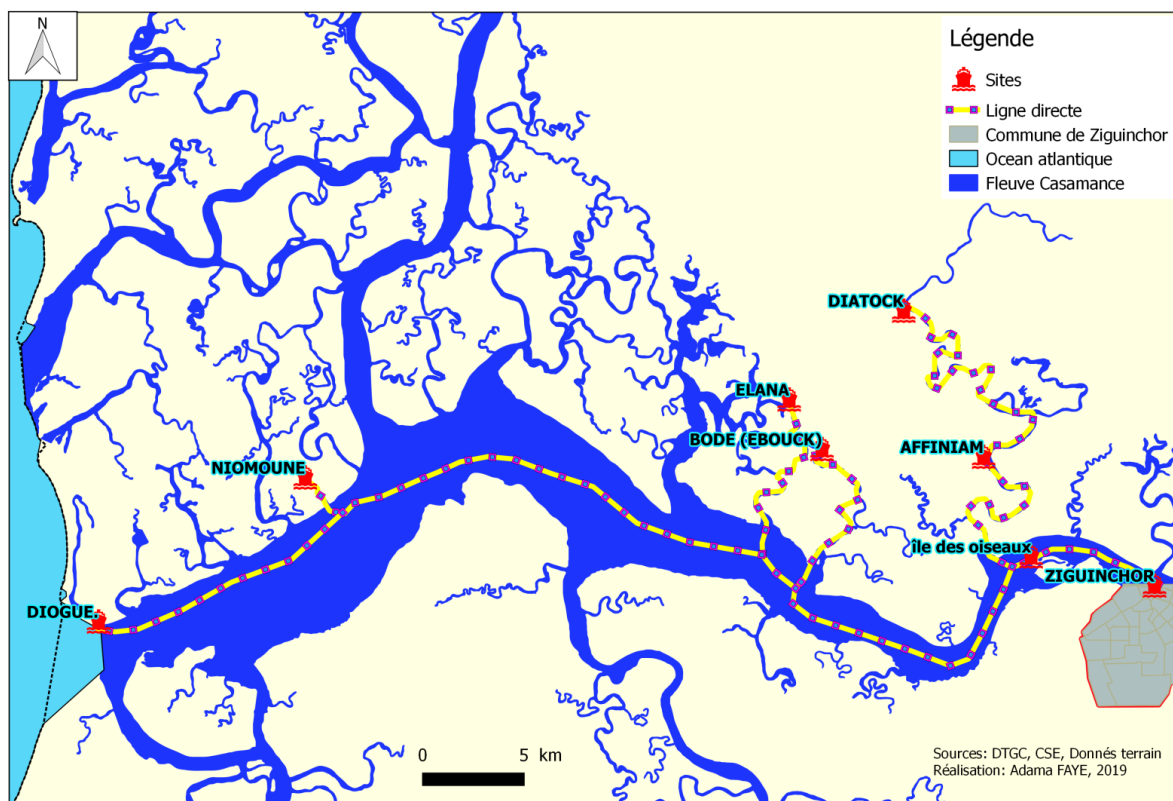 N
Légende
Sites
Ligne directe
Commune de Ziguinchor
Ocean atlantique
Fleuve Casamance
DIATOCK
ELANA
BODE (EBOUCK)
AFFINIAM
NIOMOUNE
île des oiseaux
ZIGUINCHOR
DIOGUE.
0 5 km
Sources: DTGC, CSE, Donnés terrain
Réalisation: Adama FAYE, 2019